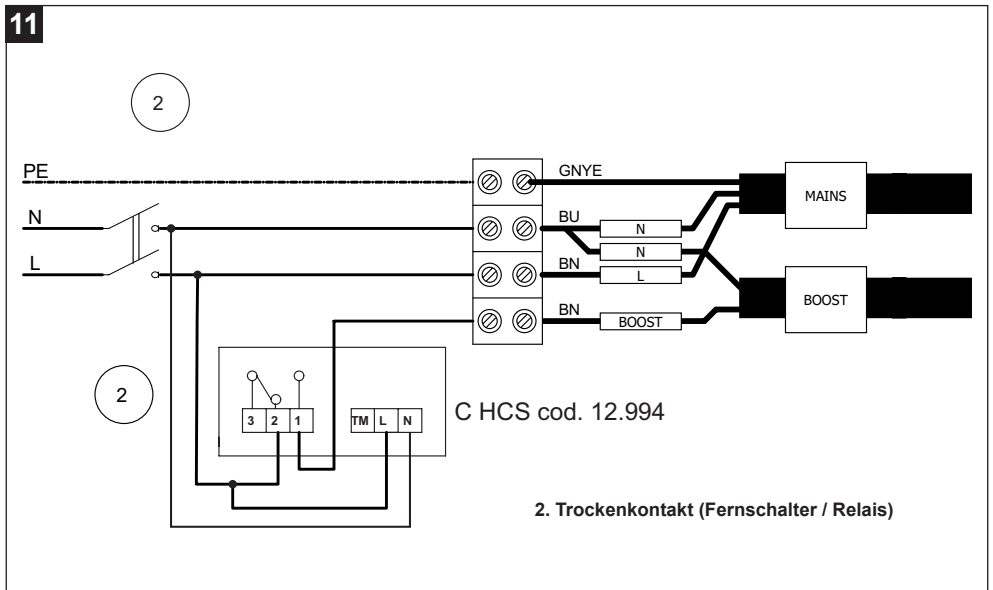 11
2
PE
GNYE
MAINS
N
BU
N
N
L
BN
L
BOOST
BN
BOOST
2
3 2 1
TM L N
C HCS cod. 12.994
2. Trockenkontakt (Fernschalter / Relais)